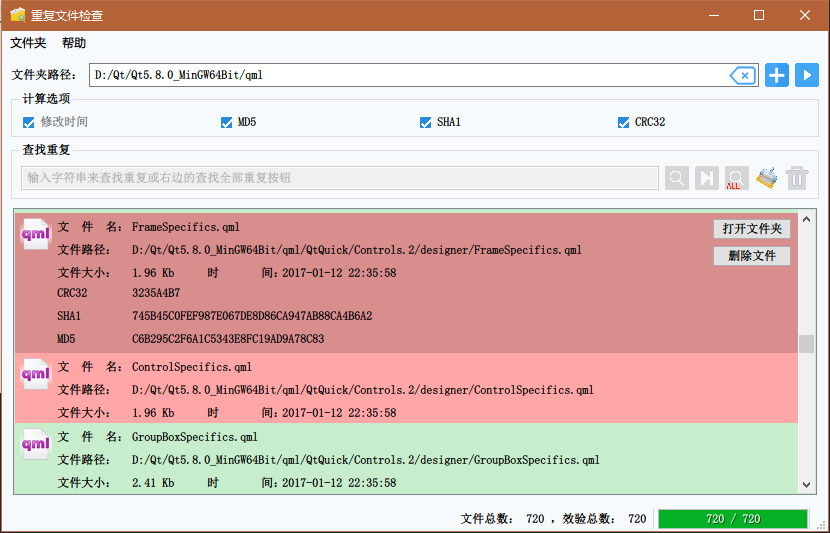 重复文件检查
文件夹 帮助
文件夹路径: D:/Qt/Qt5.8.0_MinGW64Bit/qml
计算选项
修改时间 MD5 SHA1 CRC32
查找重复
输入字符串来查找重复或右边的查找全部重复按钮 ALL
qml
文 件 名: FrameSpecifics.qml 打开文件夹
文件路径: D:/Qt/Qt5.8.0_MinGW64Bit/qml/QtQuick/Controls.2/designer/FrameSpecifics.qml
删除文件
文件大小: 1.96 Kb 时 间:2017-01-12 22:35:58
CRC32 3235A4B7
SHA1 745B45C0FEF987E067DE8D86CA947AB88CA4B6A2
MD5 C6B295C2F6A1C5343E8FC19AD9A78C83
qml
文 件 名: ControlSpecifics.qml
文件路径: D:/Qt/Qt5.8.0_MinGW64Bit/qml/QtQuick/Controls.2/designer/ControlSpecifics.qml
文件大小: 1.96 Kb 时 间:2017-01-12 22:35:58
qml
文 件 名: GroupBoxSpecifics.qml
文件路径: D:/Qt/Qt5.8.0_MinGW64Bit/qml/QtQuick/Controls.2/designer/GroupBoxSpecifics.qml
文件大小: 2.41 Kb 时 间:2017-01-12 22:35:58
文件总数: 720 ,效验总数: 720 720 / 720